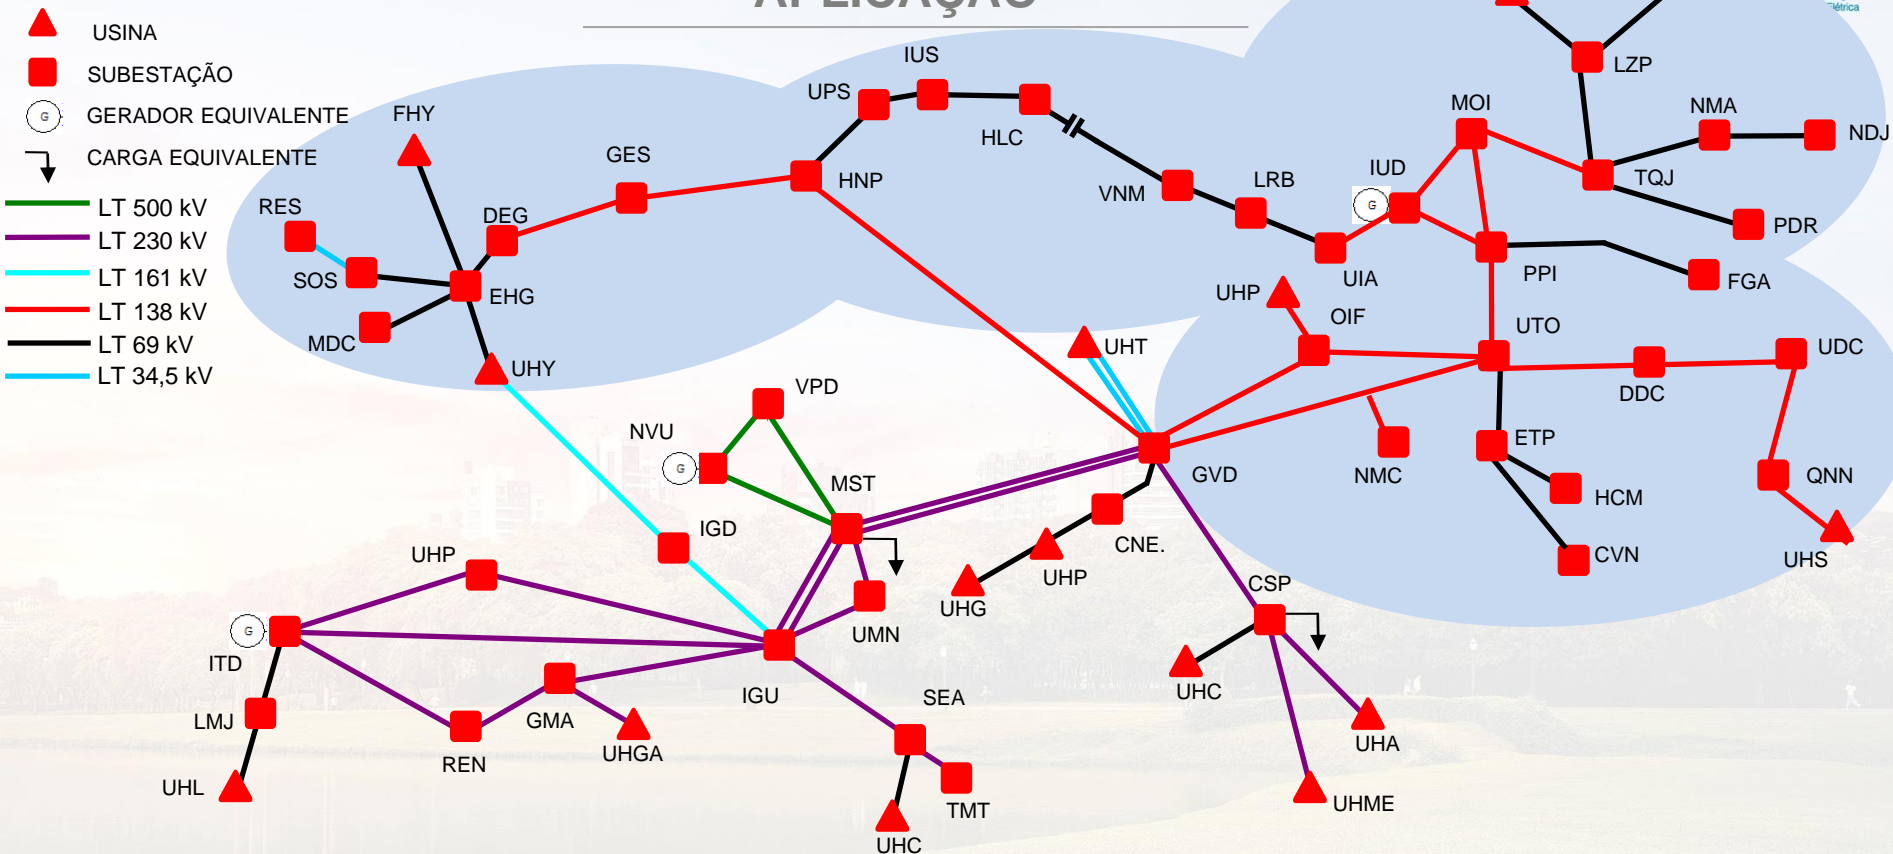 APLICAÇÃO
Elétrica
USINA
SUBESTAÇÃO
G
GERADOR EQUIVALENTE
CARGA EQUIVALENTE
LT 500 kV
LT 230 kV
LT 161 kV
LT 138 kV
LT 69 kV
LT 34,5 kV
FHY
RES
SOS
MDC
DEG
EHG
UHY
GES
HNP
UPS
IUS
HLC
VNM
LRB
UIA
IUD
G
MOI
LZP
NMA
NDJ
TQJ
PDR
PPI
FGA
UHP
OIF
UTO
UHT
DDC
UDC
VPD
NVU
G
MST
GVD
NMC
ETP
HCM
CVN
QNN
UHS
IGD
UHP
CNE.
UHP
UHG
CSP
UMN
G
ITD
IGU
UHC
LMJ
REN
GMA
UHGA
SEA
UHA
UHL
TMT
UHME
UHC